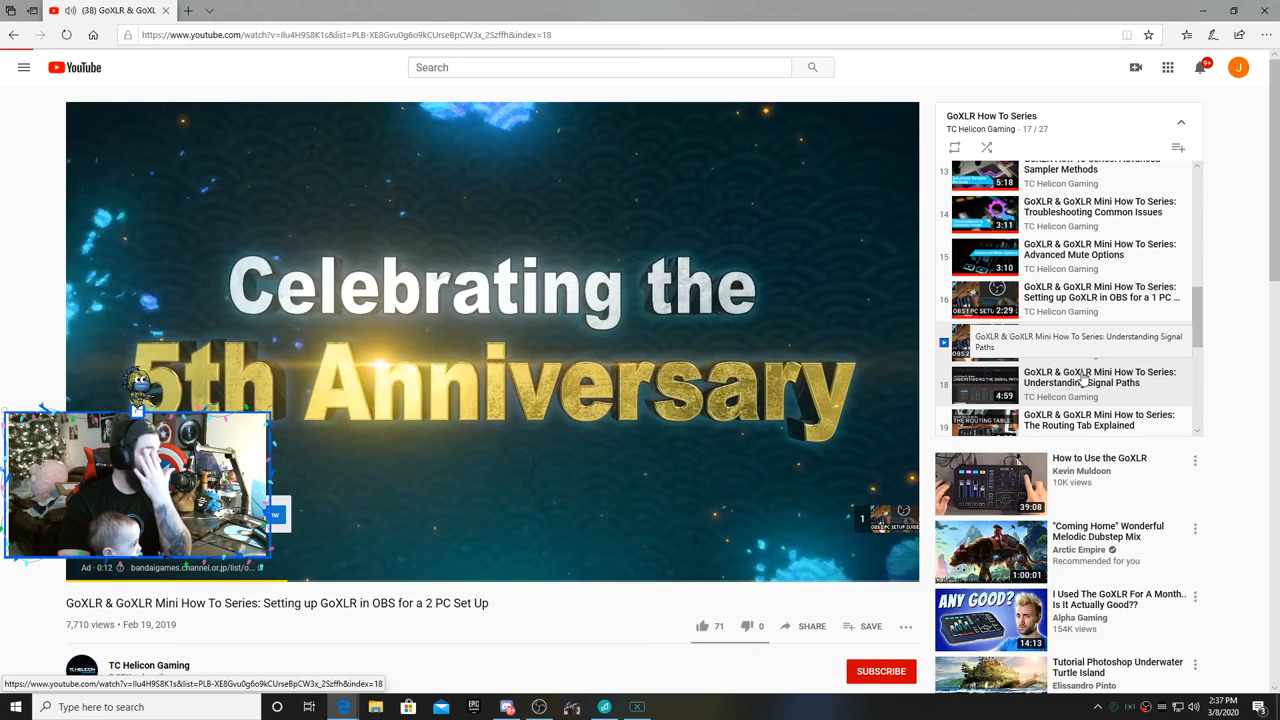 (38) GoXLR & GoXL
https://www.youtube.com/watch?v=Ilu4H9S8K1s&list=PLB-XE8Gvu0g6o9kCUrseBpCW3x_2Szffh&index=18
YouTube
Search
9+
J
Celebrating the
5th Anniversary
1
Ad · 0:12
bandaigames.channel.or.jp/list/o...
GoXLR & GoXLR Mini How To Series: Setting up GoXLR in OBS for a 2 PC Set Up
7,710 views • Feb 19, 2019
71
0
SHARE
SAVE
TC Helicon Gaming
SUBSCRIBE
https://www.youtube.com/watch?v=Ilu4H9S8K1s&list=PLB-XE8Gvu0g6o9kCUrseBpCW3x_2Szffh&index=18
GoXLR How To Series
TC Helicon Gaming - 17 / 27
13
GoXLR How To Series: Advanced
Sampler Methods
TC Helicon Gaming
5:18
14
GoXLR & GoXLR Mini How To Series:
Troubleshooting Common Issues
TC Helicon Gaming
3:11
15
GoXLR & GoXLR Mini How To Series:
Advanced Mute Options
TC Helicon Gaming
3:10
16
GoXLR & GoXLR Mini How To Series:
Setting up GoXLR in OBS for a 1 PC ...
TC Helicon Gaming
2:29
GoXLR & GoXLR Mini How To Series: Understanding Signal
Paths
18
GoXLR & GoXLR Mini How To Series:
Understanding Signal Paths
TC Helicon Gaming
4:59
19
GoXLR & GoXLR Mini How to Series:
The Routing Tab Explained
THE ROUTING TABLE
How to Use the GoXLR
Kevin Muldoon
10K views
39:08
"Coming Home" Wonderful
Melodic Dubstep Mix
Arctic Empire
Recommended for you
1:00:01
ANY GOOD?
I Used The GoXLR For A Month..
Is It Actually Good??
Alpha Gaming
154K views
14:13
Tutorial Photoshop Underwater
Turtle Island
Elissandro Pinto
Type here to search
2:37 PM
3/8/2020